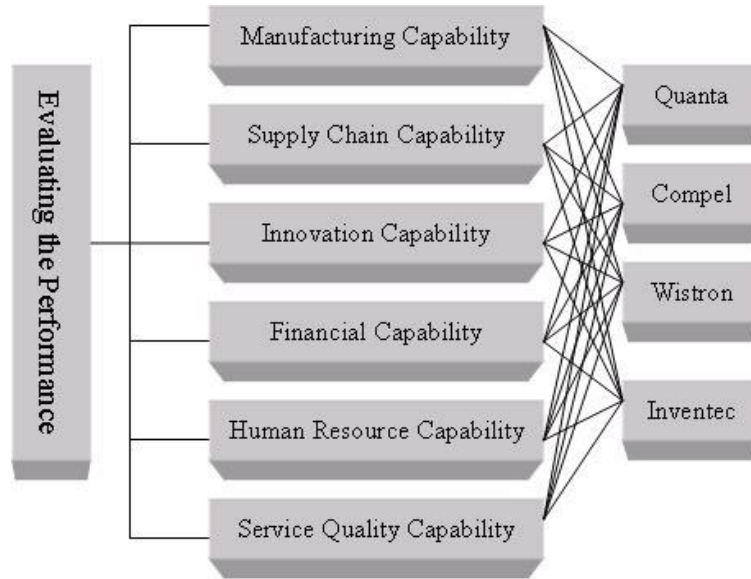 Evaluating the Performance
Manufacturing Capability
Supply Chain Capability
Innovation Capability
Financial Capability
Human Resource Capability
Service Quality Capability
Quanta
Compel
Wistron
Inventec